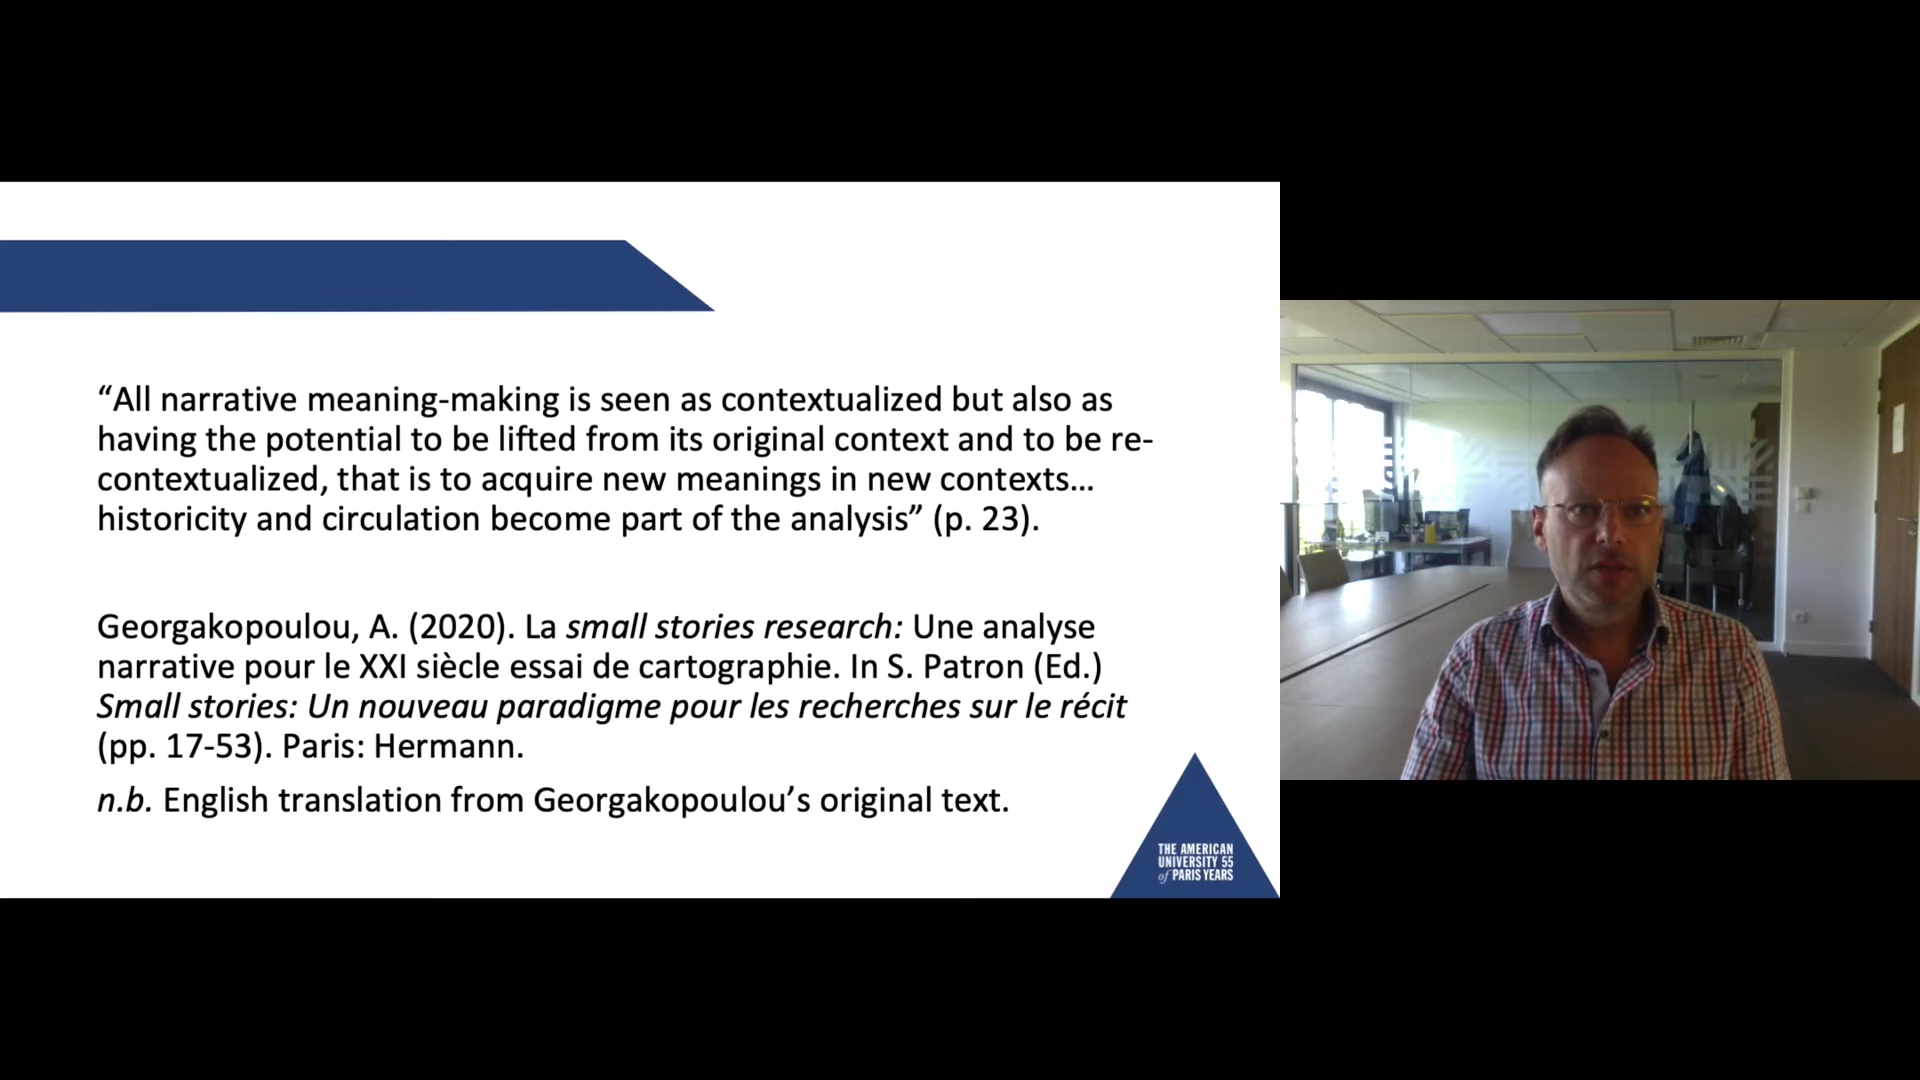 “All narrative meaning-making is seen as contextualized but also as
having the potential to be lifted from its original context and to be re-
contextualized, that is to acquire new meanings in new contexts…
historicity and circulation become part of the analysis” (p. 23).
Georgakopoulou, A. (2020). La small stories research: Une analyse
narrative pour le XXI siècle essai de cartographie. In S. Patron (Ed.)
Small stories: Un nouveau paradigme pour les recherches sur le récit
(pp. 17-53). Paris: Hermann.
n.b. English translation from Georgakopoulou’s original text.
THE AMERICAN
UNIVERSITY 55
of PARIS YEARS